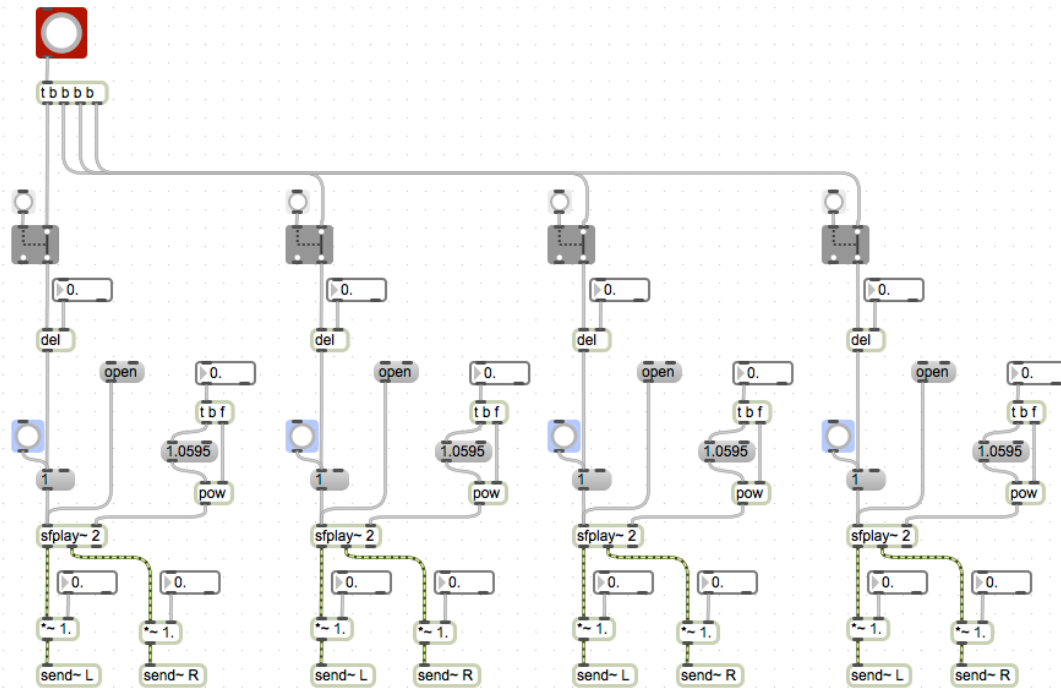 t b b b b
0. 0. 0. 0.
del del del del
open open open open
0. 0. 0. 0.
t b f t b f t b f t b f
1.0595 1.0595 1.0595 1.0595
1 1 1 1
pow pow pow pow
sfplay~ 2 sfplay~ 2 sfplay~ 2 sfplay~ 2
0. 0. 0. 0. 0. 0. 0. 0.
*~ 1. *~ 1. *~ 1. *~ 1. *~ 1. *~ 1. *~ 1. *~ 1.
send~ L send~ R send~ L send~ R send~ L send~ R send~ L send~ R